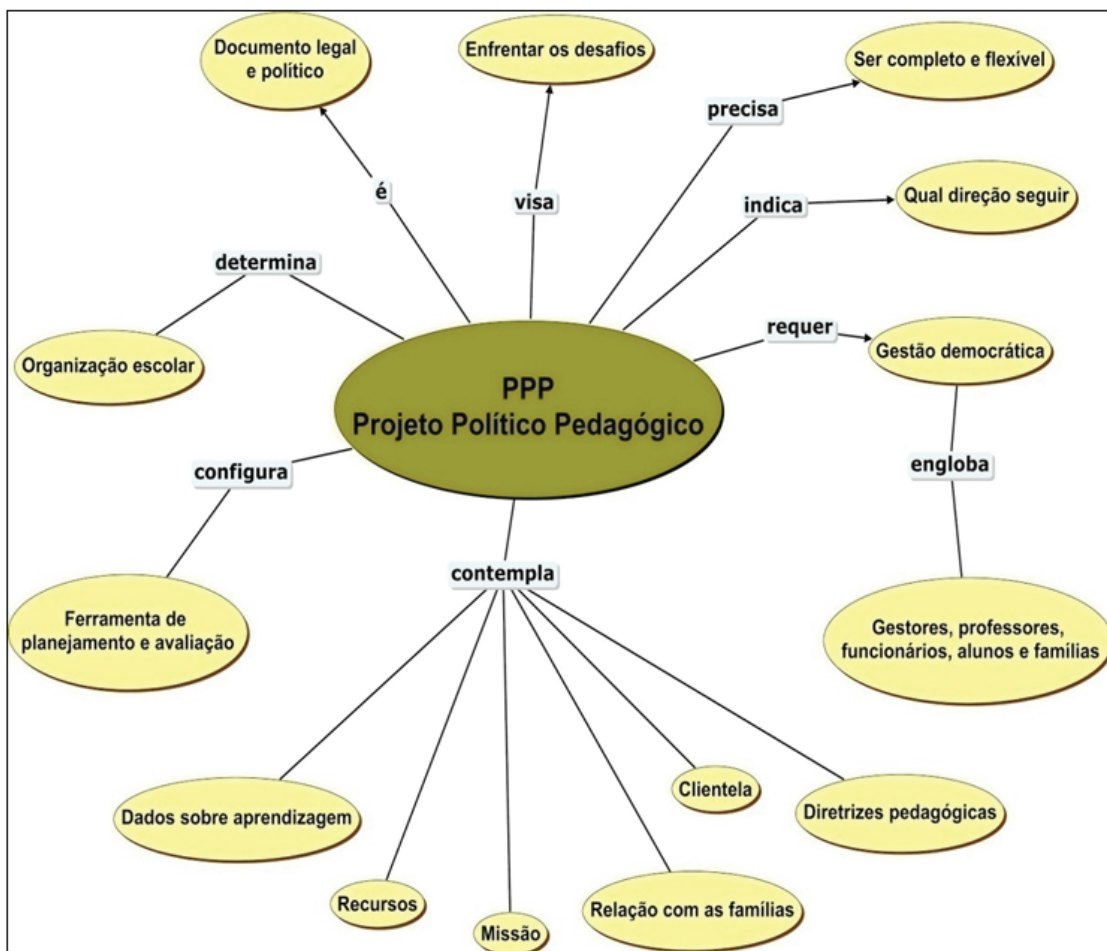 Documento legal
e político
Enfrentar os desafios
Ser completo e flexível
precisa
é
visa
indica
Qual direção seguir
determina
requer
Organização escolar
Gestão democrática
PPP
Projeto Político Pedagógico
configura
engloba
contempla
Ferramenta de
planejamento e avaliação
Gestores, professores,
funcionários, alunos e famílias
Clientela
Dados sobre aprendizagem
Diretrizes pedagógicas
Recursos
Relação com as famílias
Missão